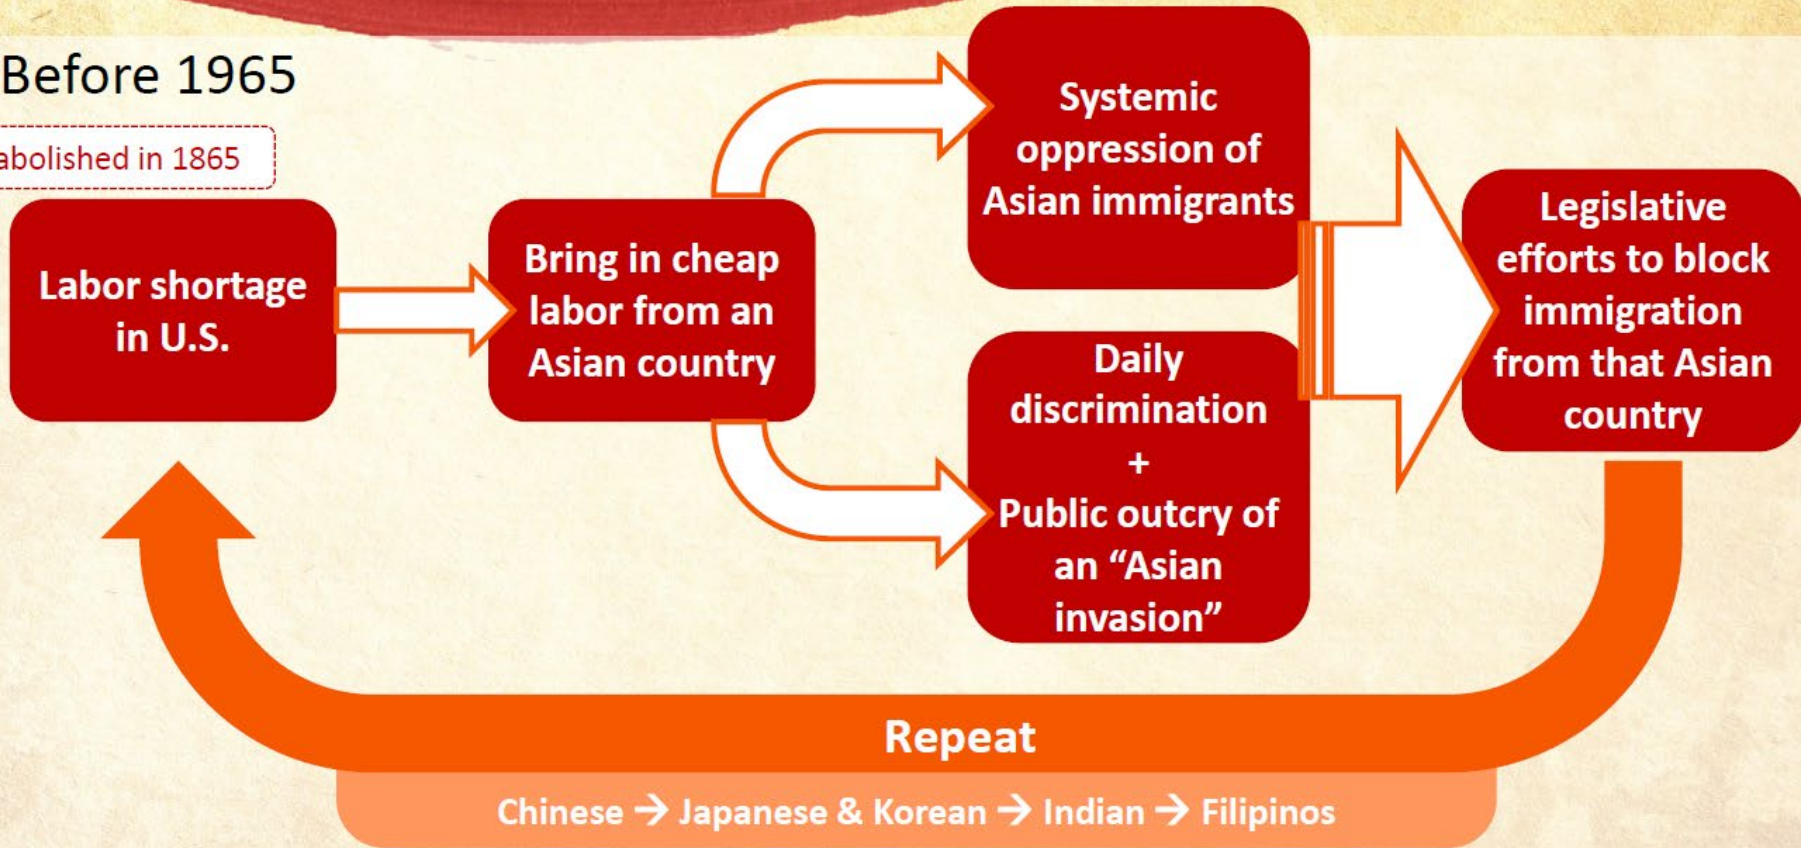 Before 1965
abolished in 1865
Labor shortage
in U.S.
Bring in cheap
labor from an
Asian country
Systemic
oppression of
Asian immigrants
Daily
discrimination
+
Public outcry of
an “Asian
invasion”
Legislative
efforts to block
immigration
from that Asian
country
Repeat
Chinese → Japanese & Korean → Indian → Filipinos